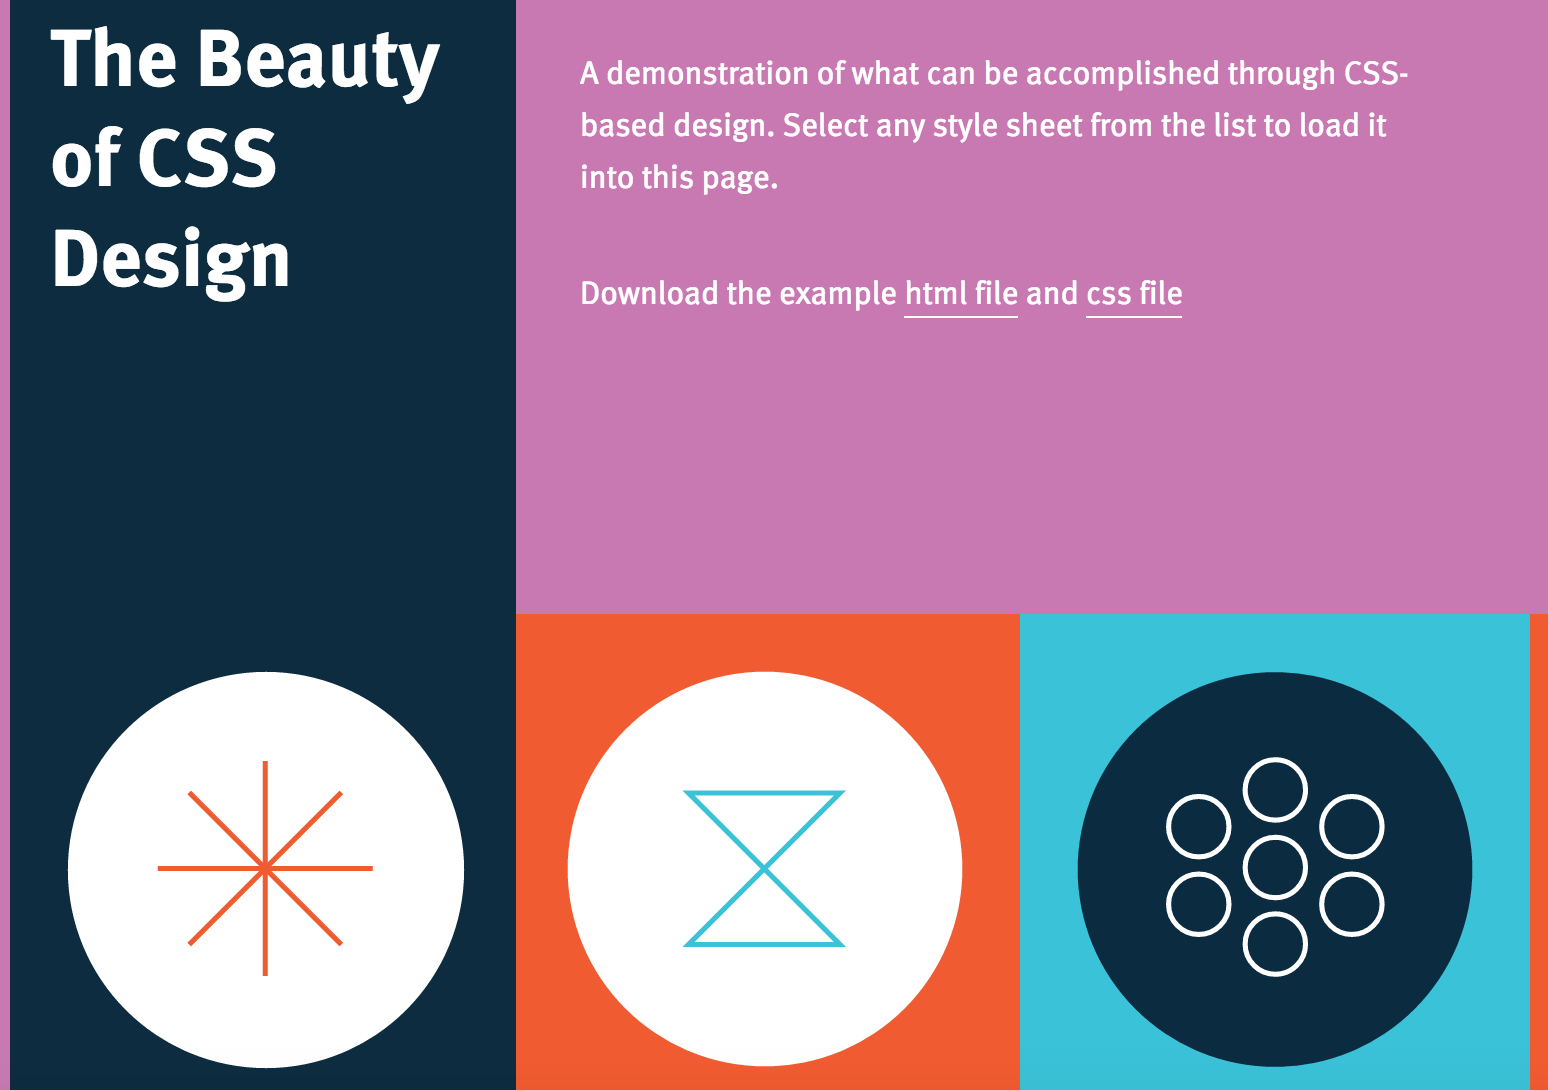 The Beauty
of CSS
Design
A demonstration of what can be accomplished through CSS-
based design. Select any style sheet from the list to load it
into this page.
Download the example html file and css file